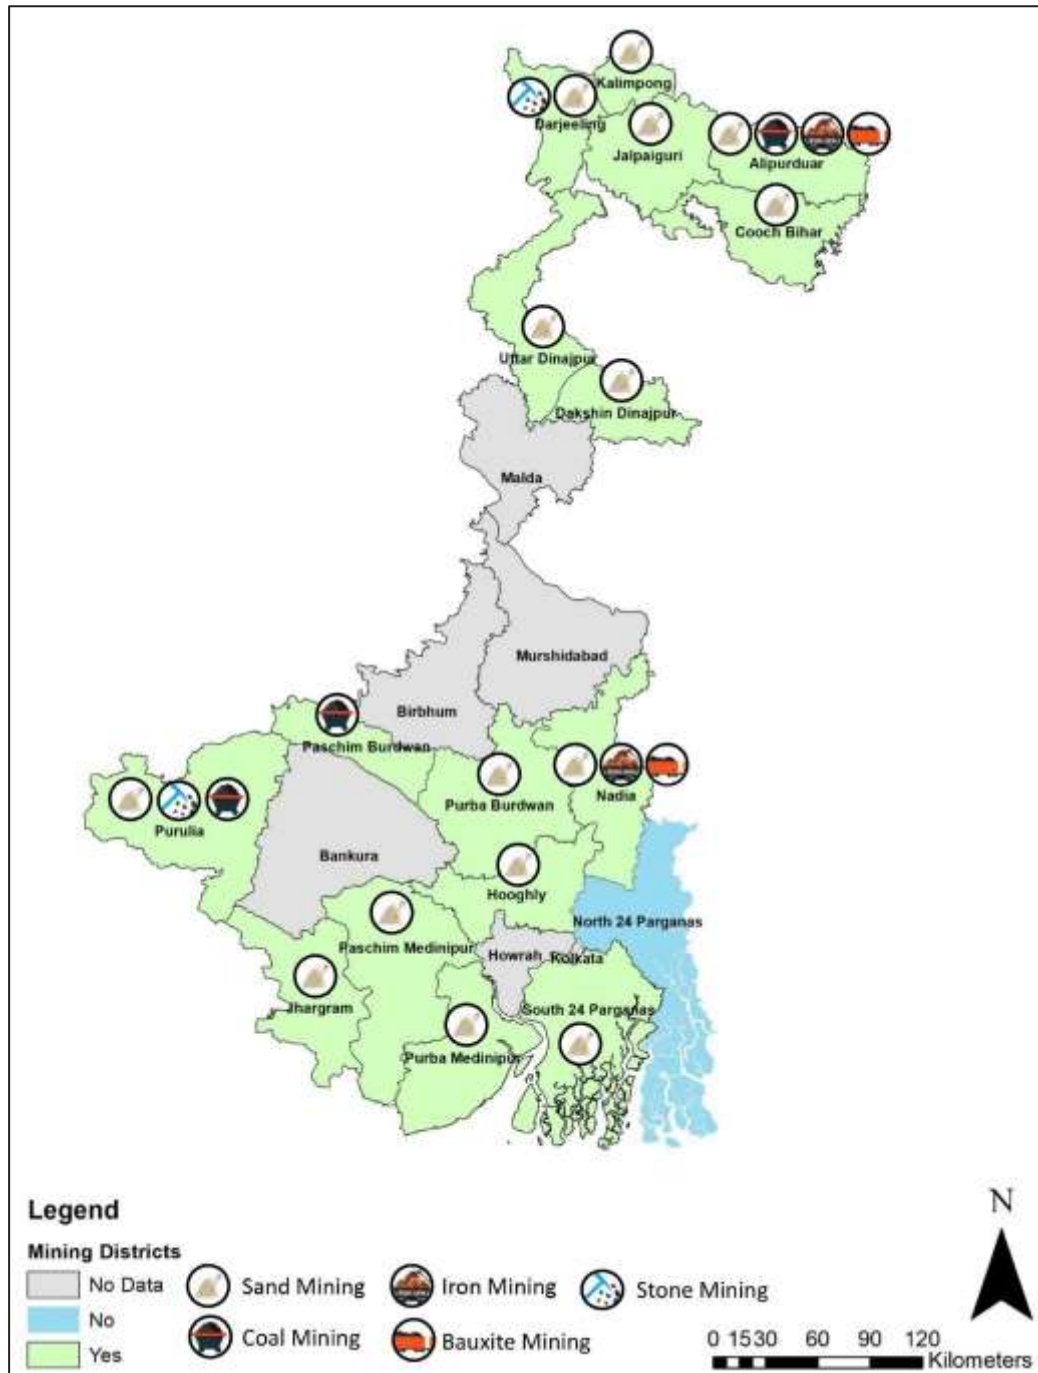 Kalimpong
Darjeeling
Jalpaiguri
Alipurduar
Cooch Bihar
Uttar Dinajpur
Dakshin Dinajpur
Malda
Murshidabad
Birbhum
Paschim Burdwan
Purba Burdwan
Nadia
Purulia
Bankura
Hooghly
North 24 Parganas
Paschim Medinipur
Howrah
Kolkata
Jhargram
South 24 Parganas
Purba Medinipur
Legend
Mining Districts
No Data
No
Yes
Sand Mining
Iron Mining
Stone Mining
Coal Mining
Bauxite Mining
N
0 15 30 60 90 120
Kilometers